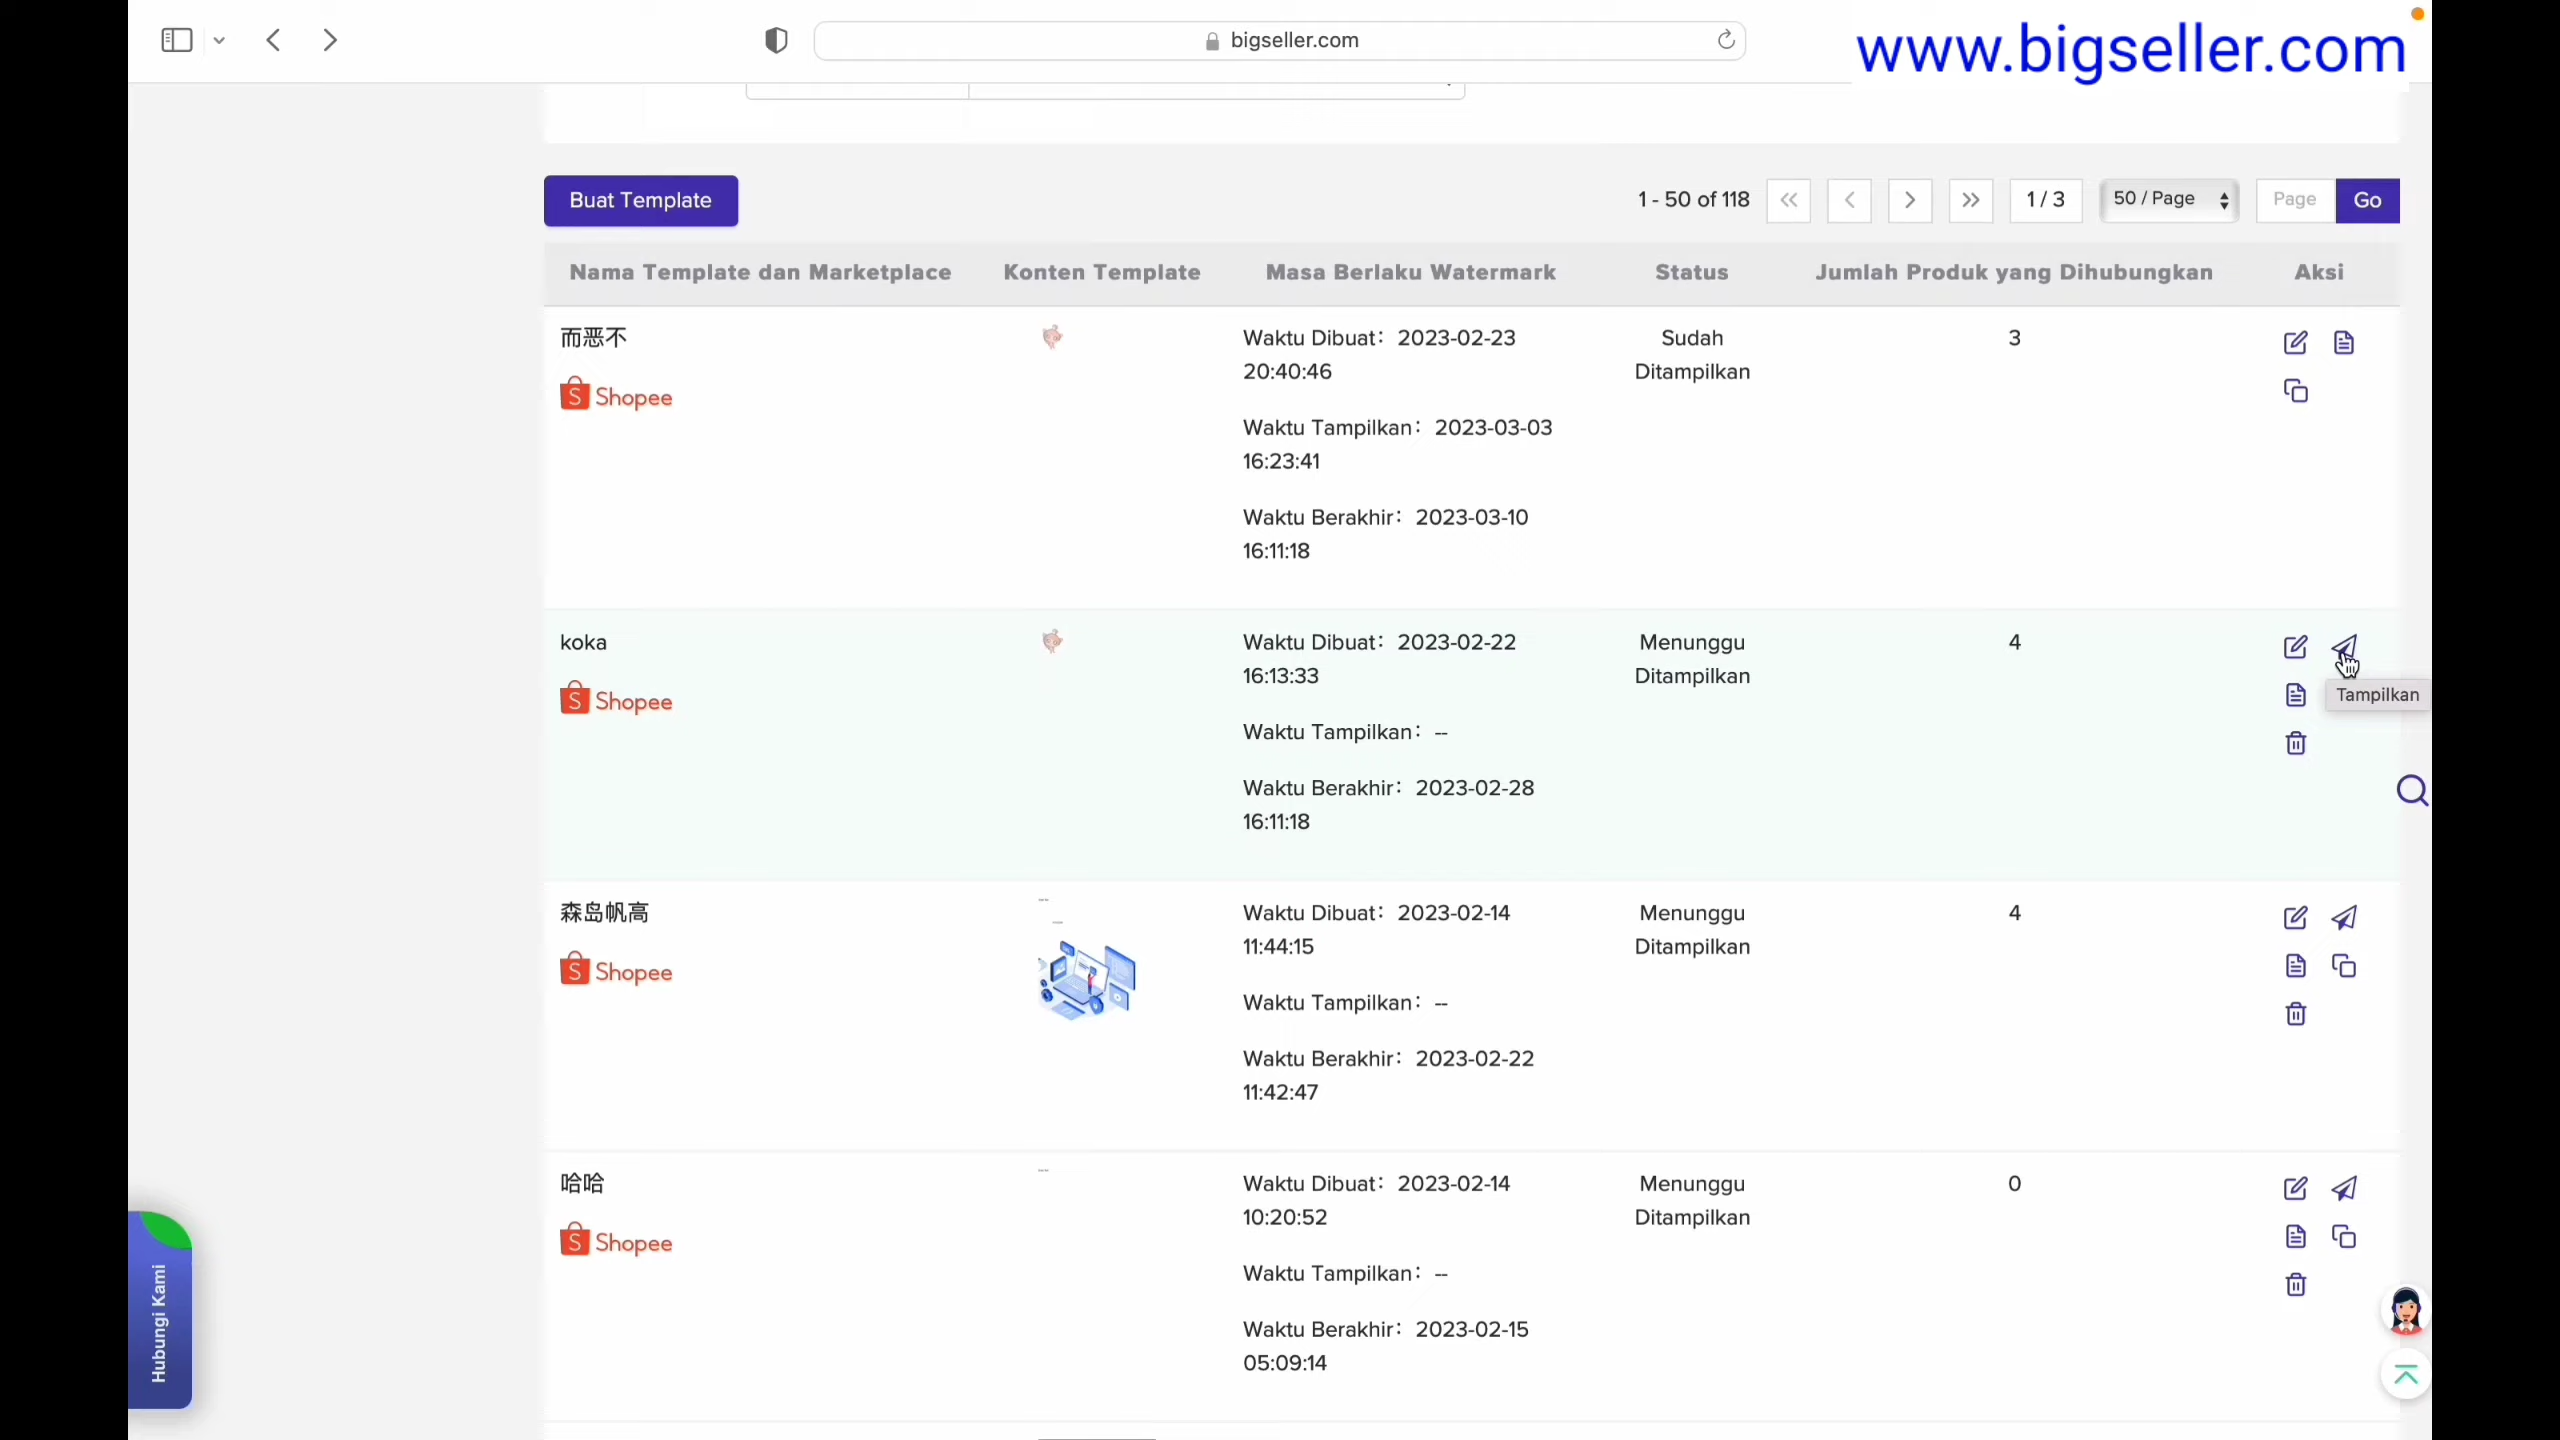 bigseller.com
www.bigseller.com
Buat Template
1 - 50 of 118
1 / 3
50 / Page
Page
Go
Nama Template dan Marketplace
Konten Template
Masa Berlaku Watermark
Status
Jumlah Produk yang Dihubungkan
Aksi
而恶不
Shopee
Waktu Dibuat： 2023-02-23
20:40:46
Waktu Tampilkan： 2023-03-03
16:23:41
Waktu Berakhir： 2023-03-10
16:11:18
Sudah
Ditampilkan
3
koka
Shopee
Waktu Dibuat： 2023-02-22
16:13:33
Waktu Tampilkan： --
Waktu Berakhir： 2023-02-28
16:11:18
Menunggu
Ditampilkan
4
Tampilkan
森岛帆高
Shopee
Waktu Dibuat： 2023-02-14
11:44:15
Waktu Tampilkan： --
Waktu Berakhir： 2023-02-22
11:42:47
Menunggu
Ditampilkan
4
哈哈
Shopee
Waktu Dibuat： 2023-02-14
10:20:52
Waktu Tampilkan： --
Waktu Berakhir： 2023-02-15
05:09:14
Menunggu
Ditampilkan
0
Hubungi Kami